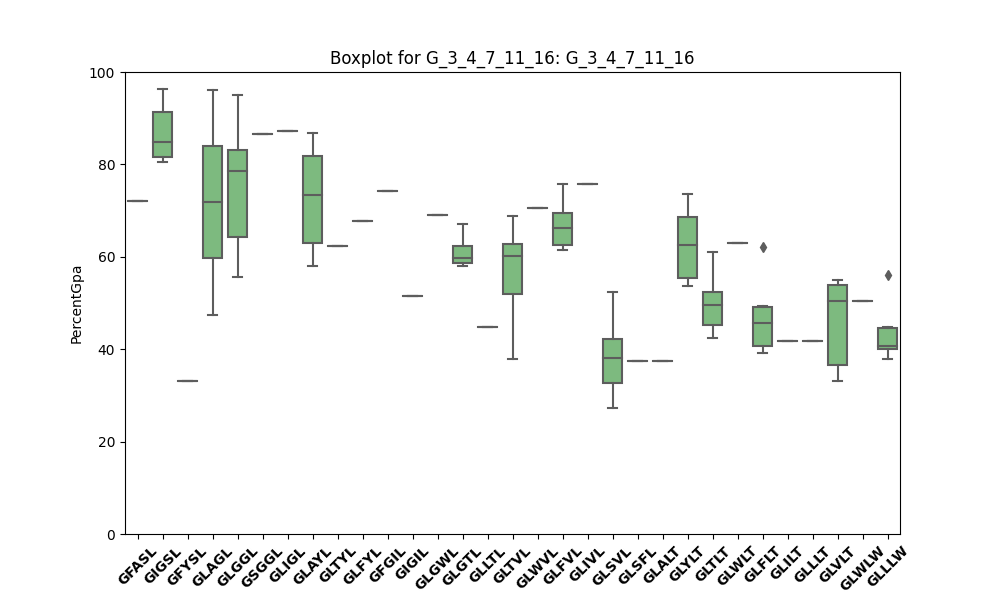 Boxplot for G_3_4_7_11_16: G_3_4_7_11_16
PercentGpa
100
80
60
40
20
0
GFASL
GIGSL
GFYSL
GLAGL
GLGGL
GSGGL
GLIGL
GLAYL
GLTYL
GLFYL
GFGIL
GIGIL
GLGWL
GLGTL
GLLTL
GLTVL
GLWVL
GLFVL
GLIVL
GLSVL
GLSFL
GLALT
GLYLT
GLTLT
GLWLT
GLFLT
GLILT
GLLLT
GLVLT
GLWLW
GLLLW